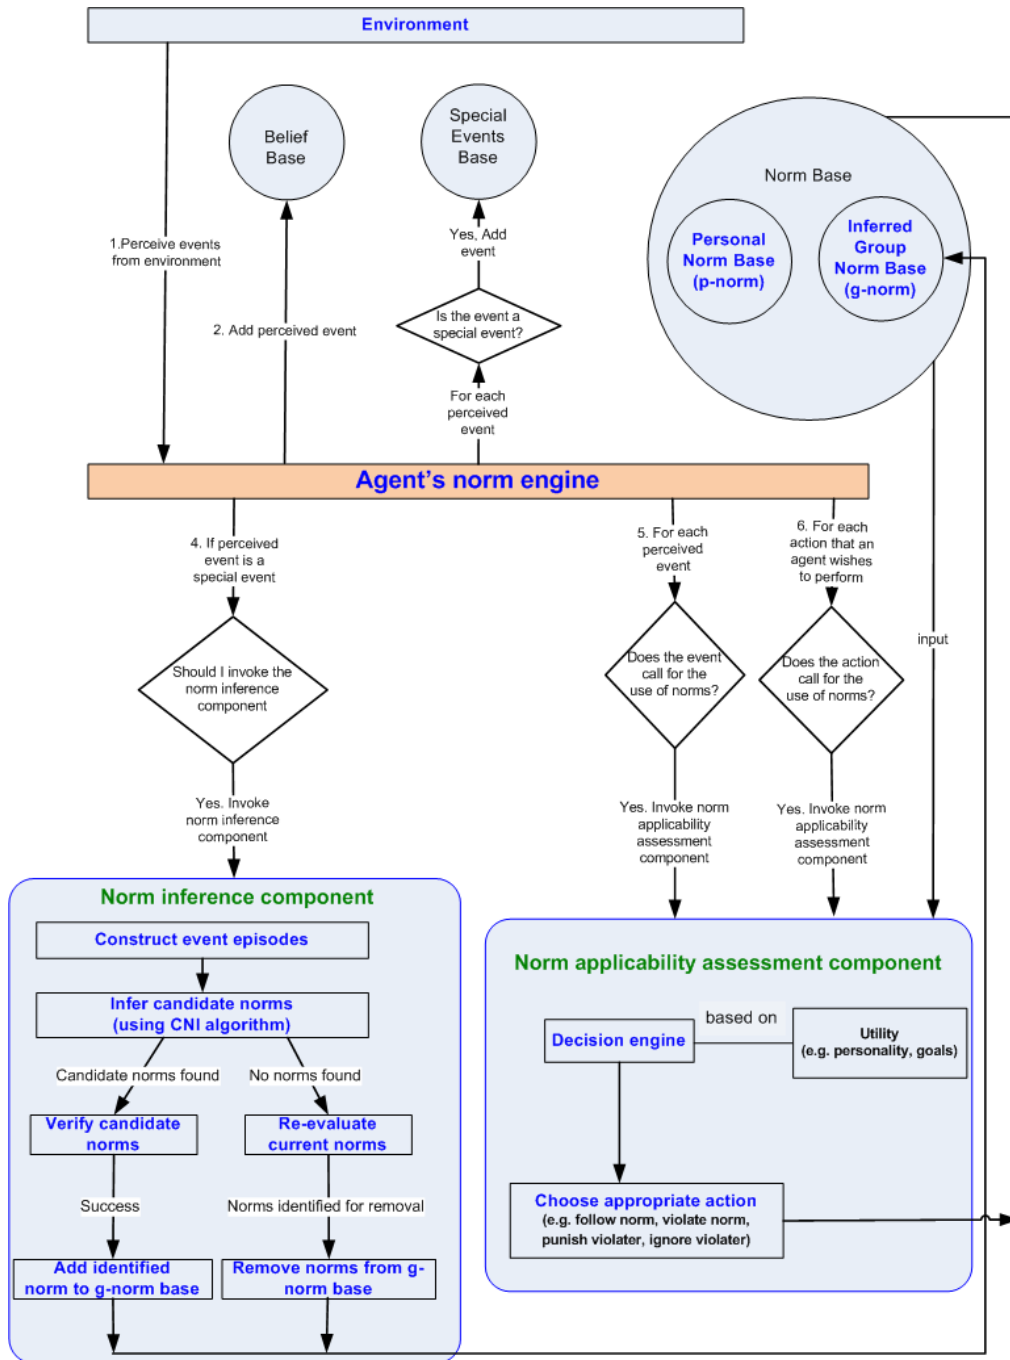 Environment
Belief
Base
Special
Events
Base
Norm Base
Personal
Norm Base
(p-norm)
Inferred
Group
Norm Base
(g-norm)
1.Perceive events
from environment
Yes, Add
event
2. Add perceived event
Is the event a
special event?
For each
perceived
event
Agent's norm engine
4. If perceived
event is a
special event
5. For each
perceived
event
6. For each
action that an
agent wishes
to perform
Should I invoke the
norm inference
component
Does the event
call for the
use of norms?
Does the action
call for the
use of norms?
input
Yes. Invoke
norm inference
component
Yes. Invoke norm
applicability
assessment
component
Yes. Invoke norm
applicability
assessment
component
Norm inference component
Construct event episodes
Infer candidate norms
(using CNI algorithm)
Candidate norms found
No norms found
Verify candidate
norms
Re-evaluate
current norms
Success
Norms identified for removal
Add identified
norm to g-norm base
Remove norms from g-
norm base
Norm applicability assessment component
Decision engine
based on
Utility
(e.g. personality, goals)
Choose appropriate action
(e.g. follow norm, violate norm,
punish violater, ignore violater)